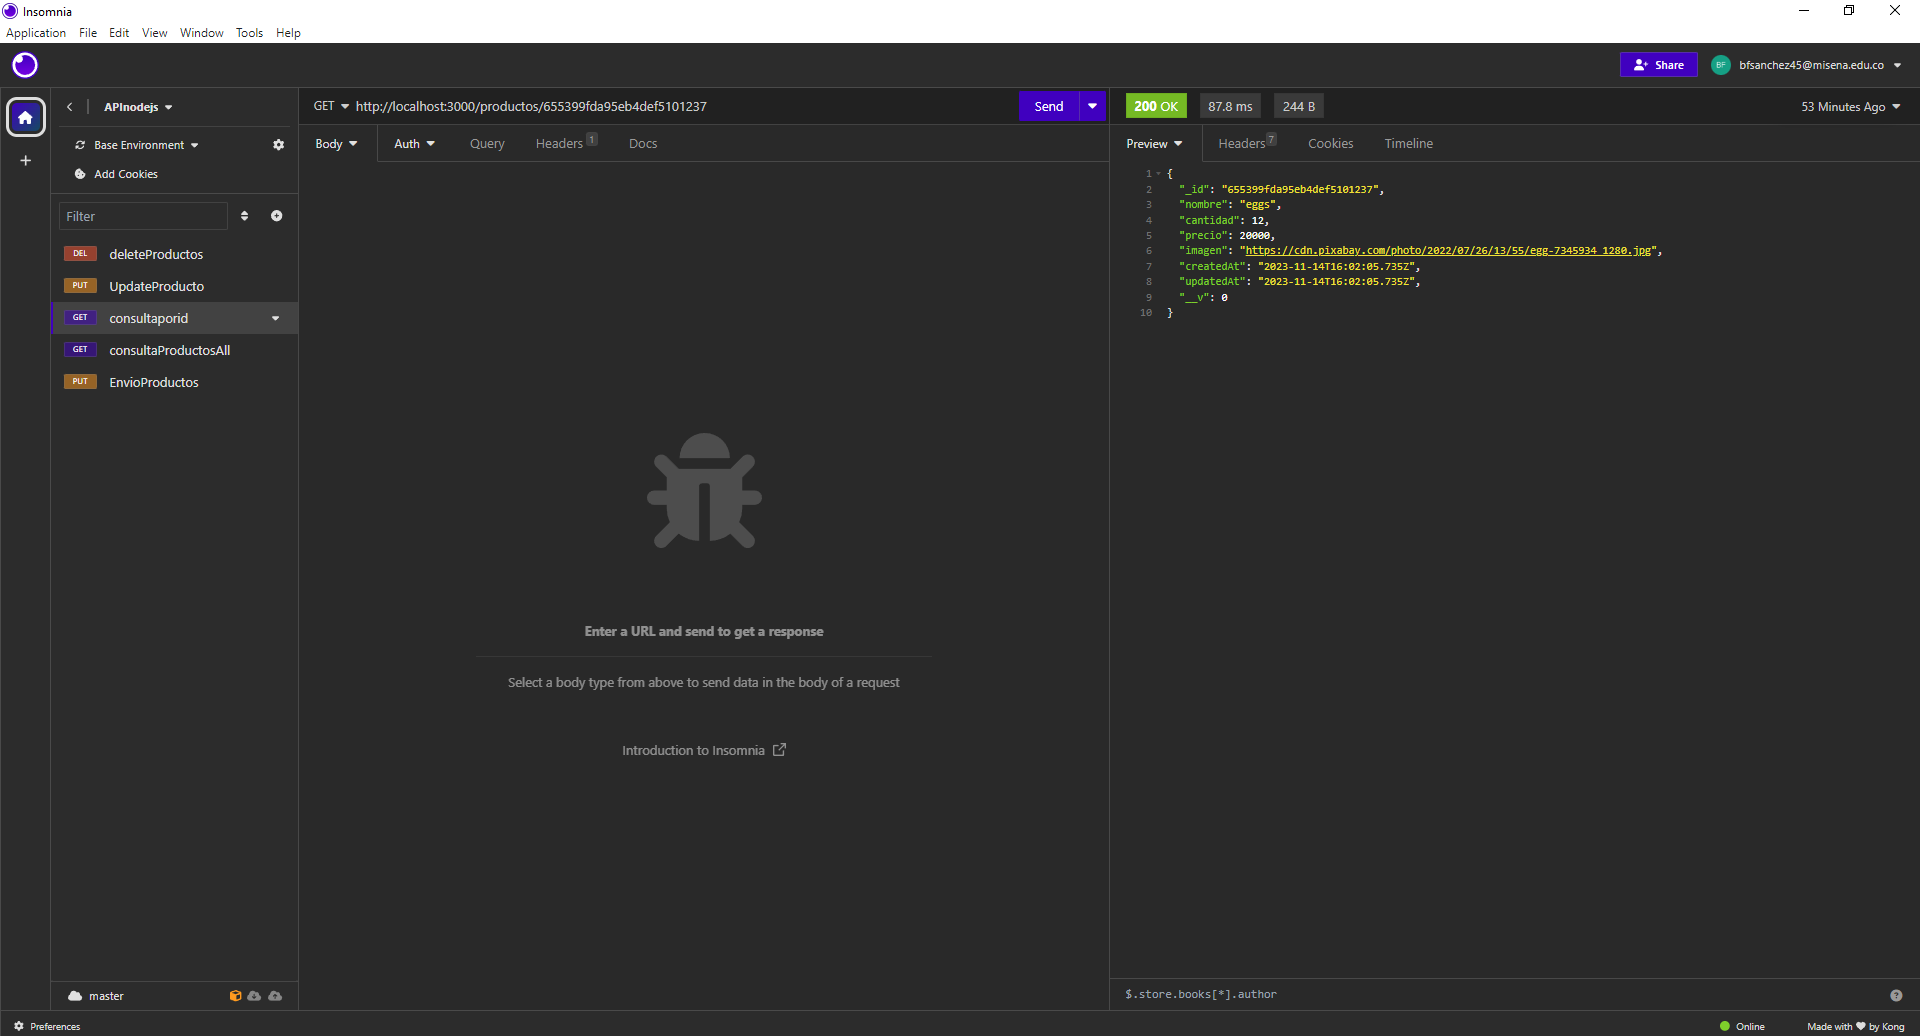 Insomnia
Application File Edit View Window Tools Help
Share
BF
bfsanchez45@misena.edu.co
APInodejs
Base Environment
Add Cookies
Filter
DEL deleteProductos
PUT UpdateProducto
GET consultaporid
GET consultaProductosAll
PUT EnvioProductos
master
GET http://localhost:3000/productos/655399fda95eb4def5101237
Send
Body Auth Query Headers 1 Docs
Enter a URL and send to get a response
Select a body type from above to send data in the body of a request
Introduction to Insomnia
200 OK 87.8 ms 244 B 53 Minutes Ago
Preview Headers 7 Cookies Timeline
1 {
2 "_id": "655399fda95eb4def5101237",
3 "nombre": "eggs",
4 "cantidad": 12,
5 "precio": 20000,
6 "imagen": "https://cdn.pixabay.com/photo/2022/07/26/13/55/egg-7345934_1280.jpg",
7 "createdAt": "2023-11-14T16:02:05.735Z",
8 "updatedAt": "2023-11-14T16:02:05.735Z",
9 "__v": 0
10 }
$.store.books[*].author
?
Preferences
Online
Made with ♥ by Kong